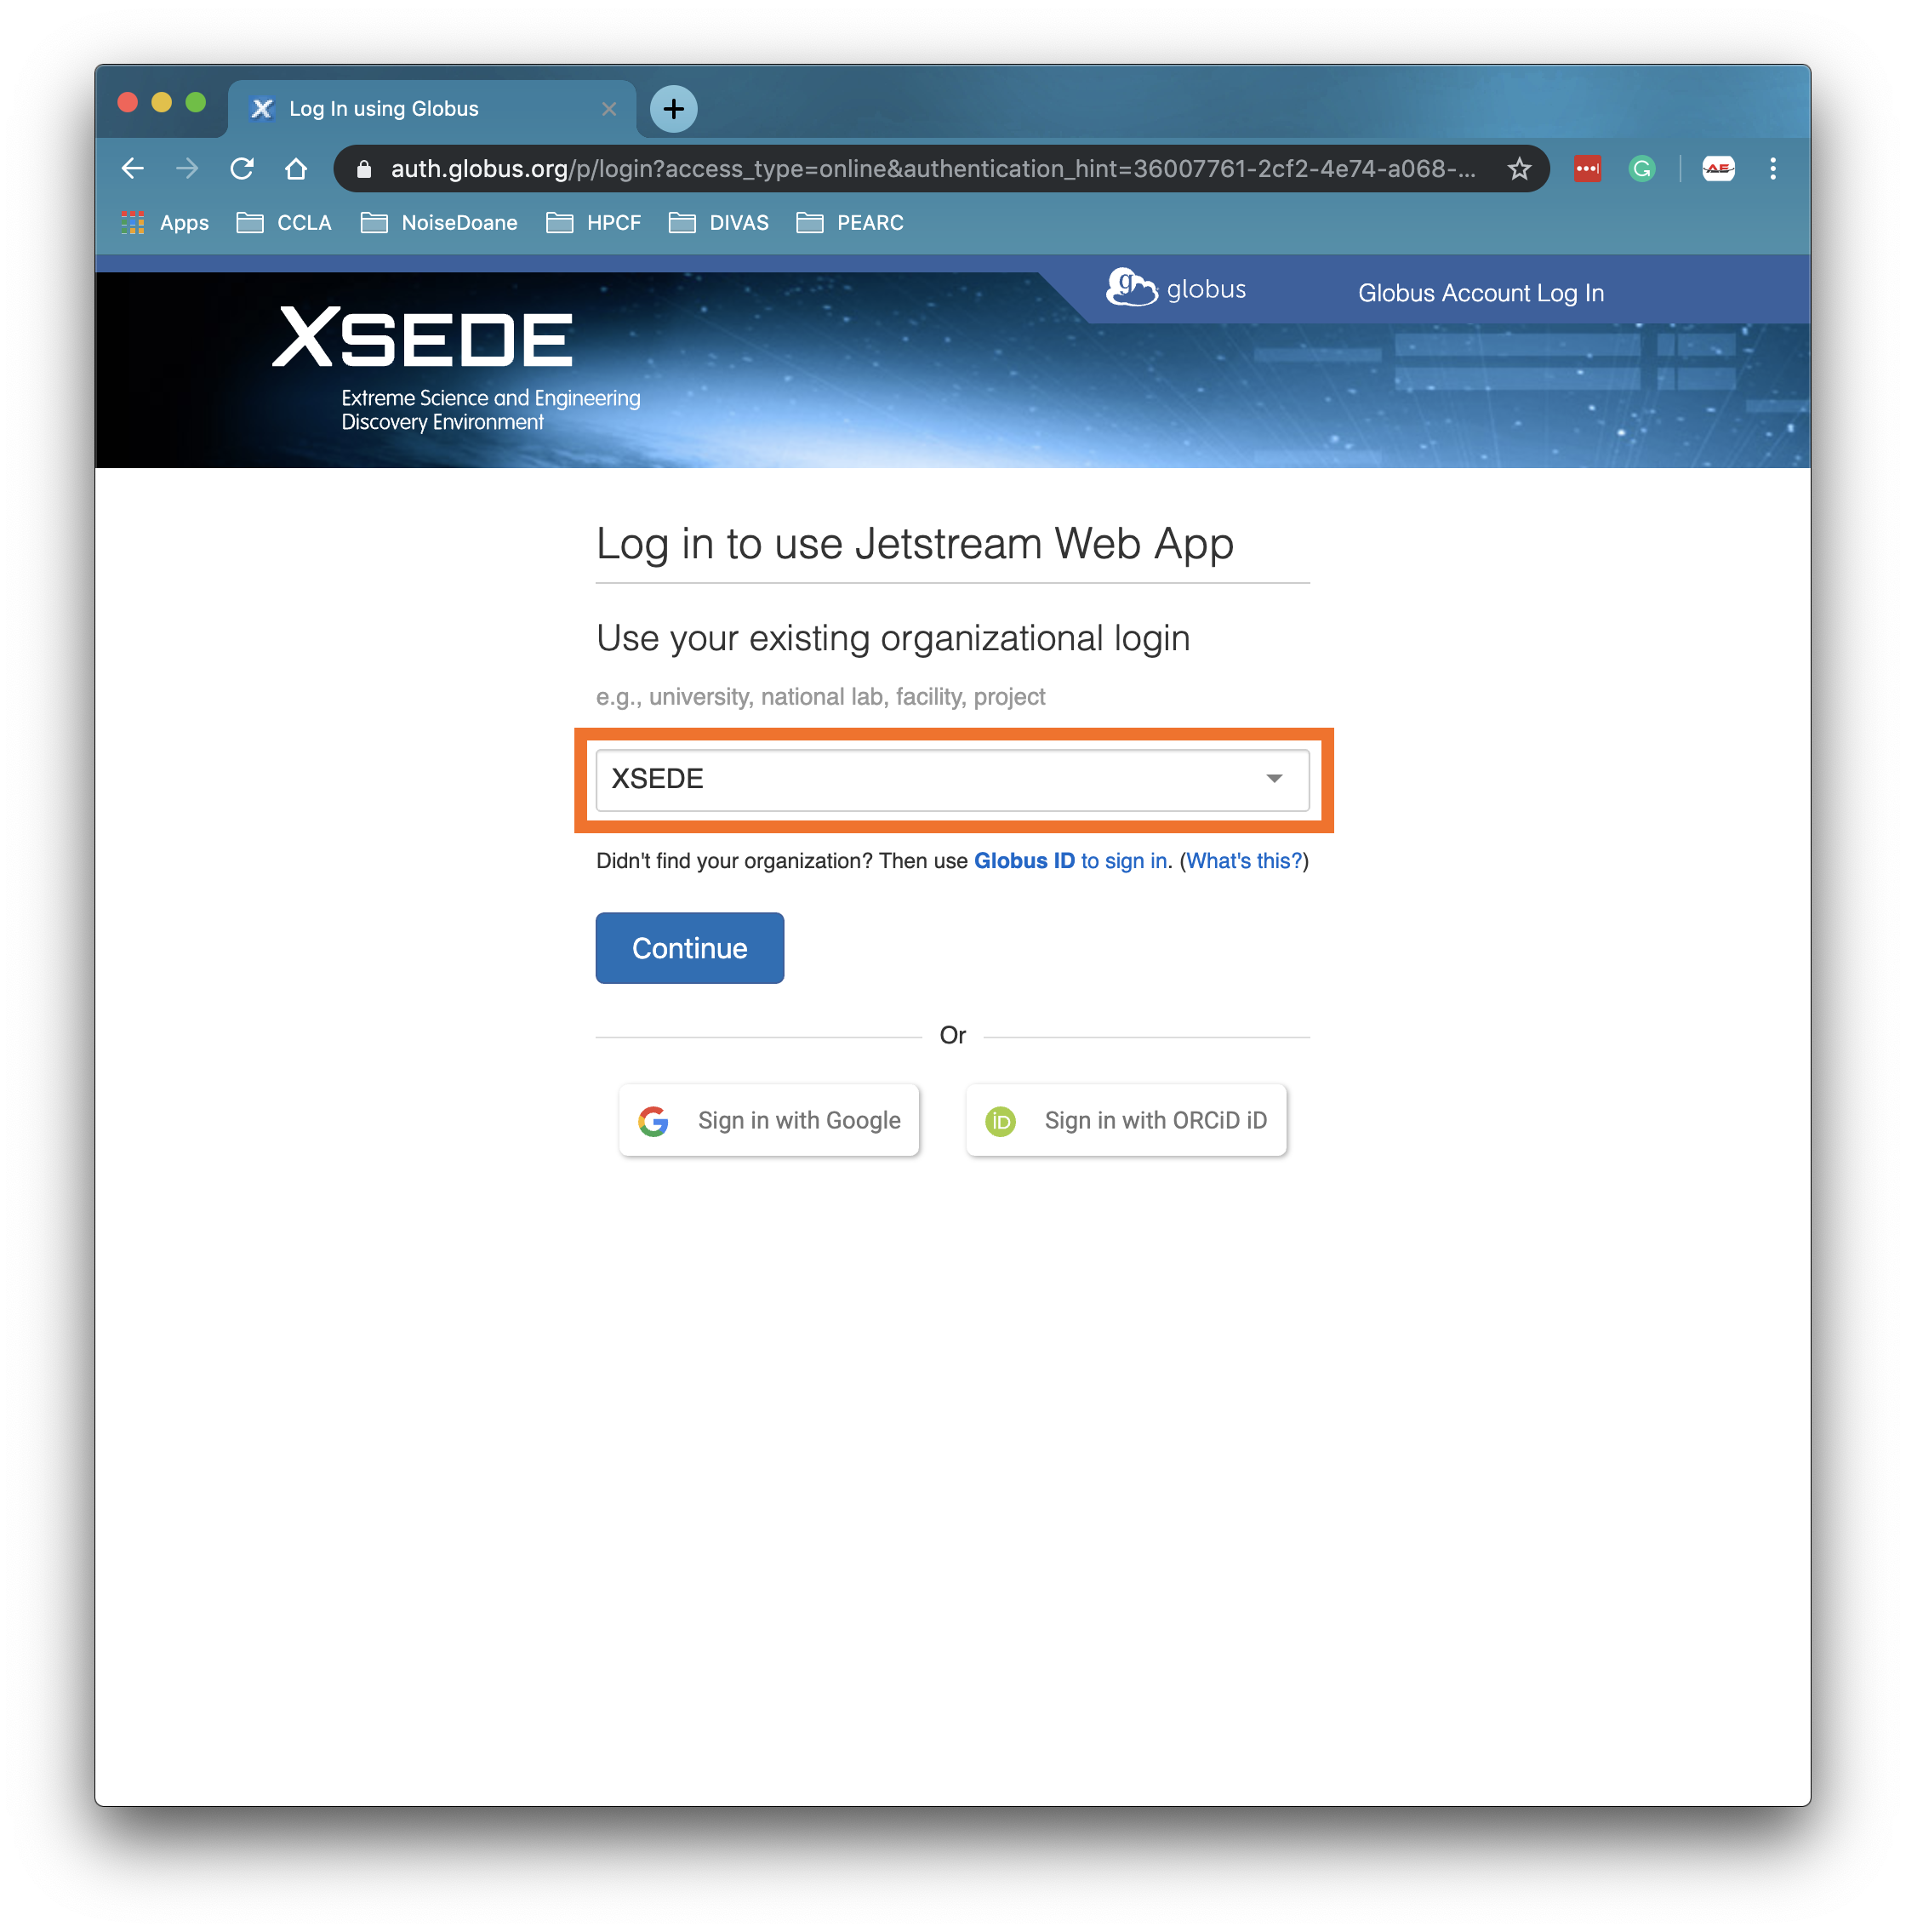 Log In using Globus
auth.globus.org/p/login?access_type=online&authentication_hint=36007761-2cf2-4e74-a068-...
Apps CCLA NoiseDoane HPCF DIVAS PEARC
globus Globus Account Log In
XSEDE
Extreme Science and Engineering
Discovery Environment
Log in to use Jetstream Web App
Use your existing organizational login
e.g., university, national lab, facility, project
XSEDE
Didn't find your organization? Then use Globus ID to sign in. (What's this?)
Continue
Or
Sign in with Google
iD Sign in with ORCiD iD